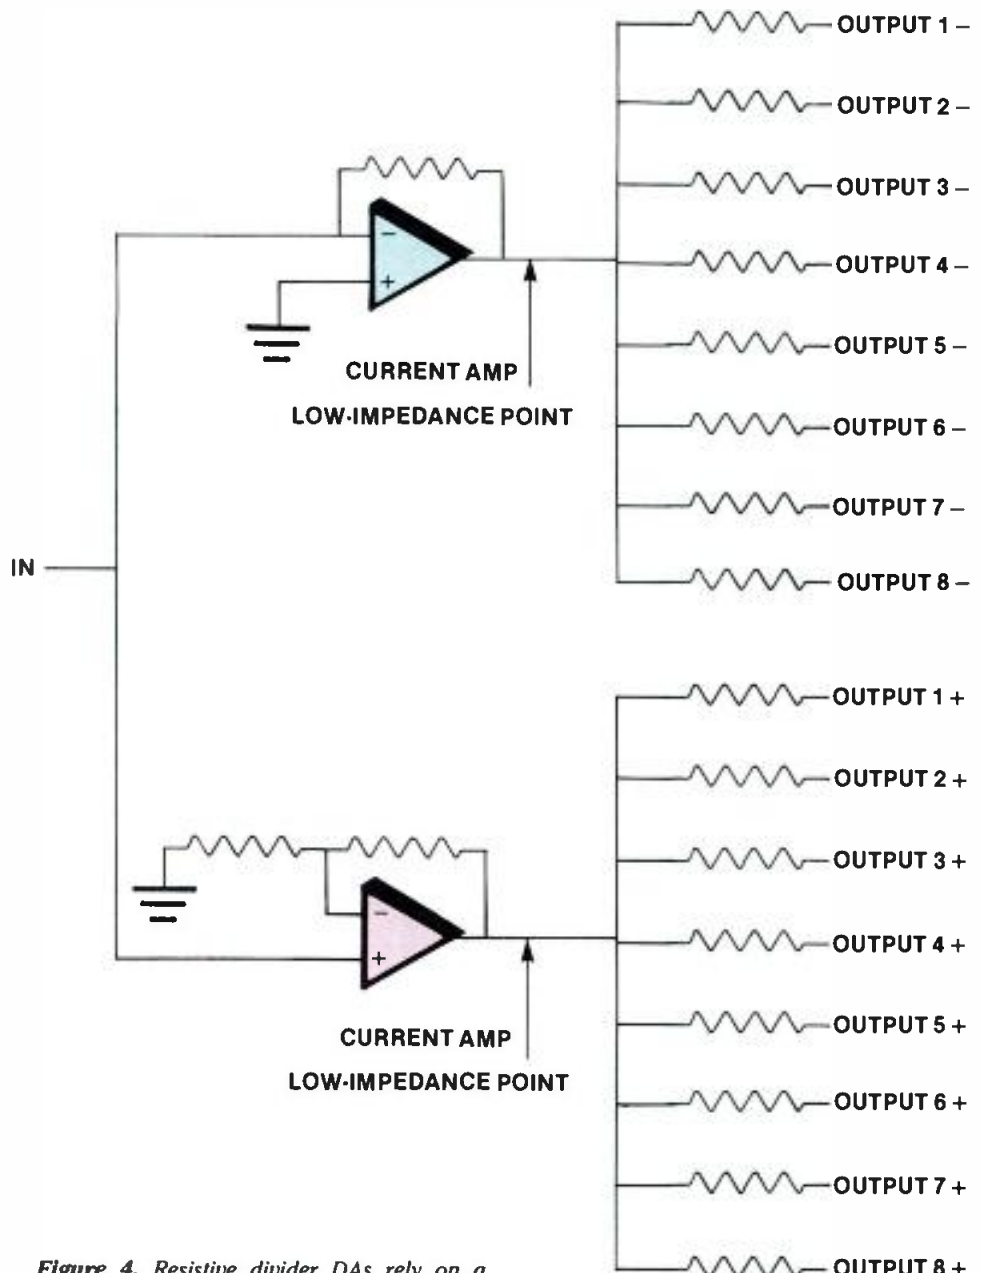 OUTPUT 1 –
OUTPUT 2 –
OUTPUT 3 –
OUTPUT 4 –
OUTPUT 5 –
OUTPUT 6 –
OUTPUT 7 –
OUTPUT 8 –
–
+
CURRENT AMP
LOW-IMPEDANCE POINT
IN
OUTPUT 1 +
OUTPUT 2 +
OUTPUT 3 +
OUTPUT 4 +
OUTPUT 5 +
OUTPUT 6 +
OUTPUT 7 +
OUTPUT 8 +
–
+
CURRENT AMP
LOW-IMPEDANCE POINT
Figure 4. Resistive divider DAs rely on a